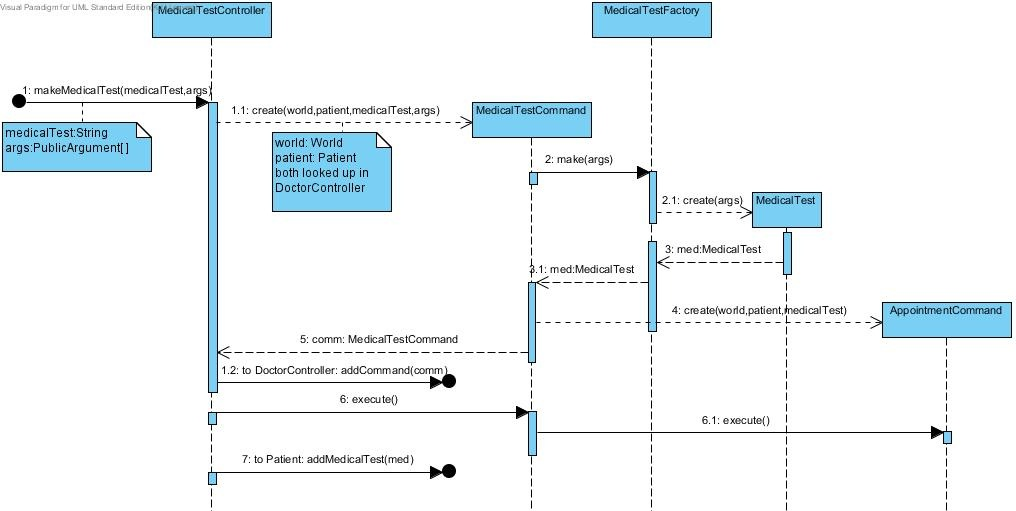 Visual Paradigm for UML Standard Edition
MedicalTestController
MedicalTestFactory
1: makeMedicalTest(medicalTest,args)
1.1: create(world,patient,medicalTest,args)
MedicalTestCommand
medicalTest:String
args:PublicArgument[]
world: World
patient: Patient
both looked up in
DoctorController
2: make(args)
2.1: create(args)
MedicalTest
3: med:MedicalTest
3.1: med:MedicalTest
4: create(world,patient,medicalTest)
AppointmentCommand
5: comm: MedicalTestCommand
1.2: to DoctorController: addCommand(comm)
6: execute()
6.1: execute()
7: to Patient: addMedicalTest(med)